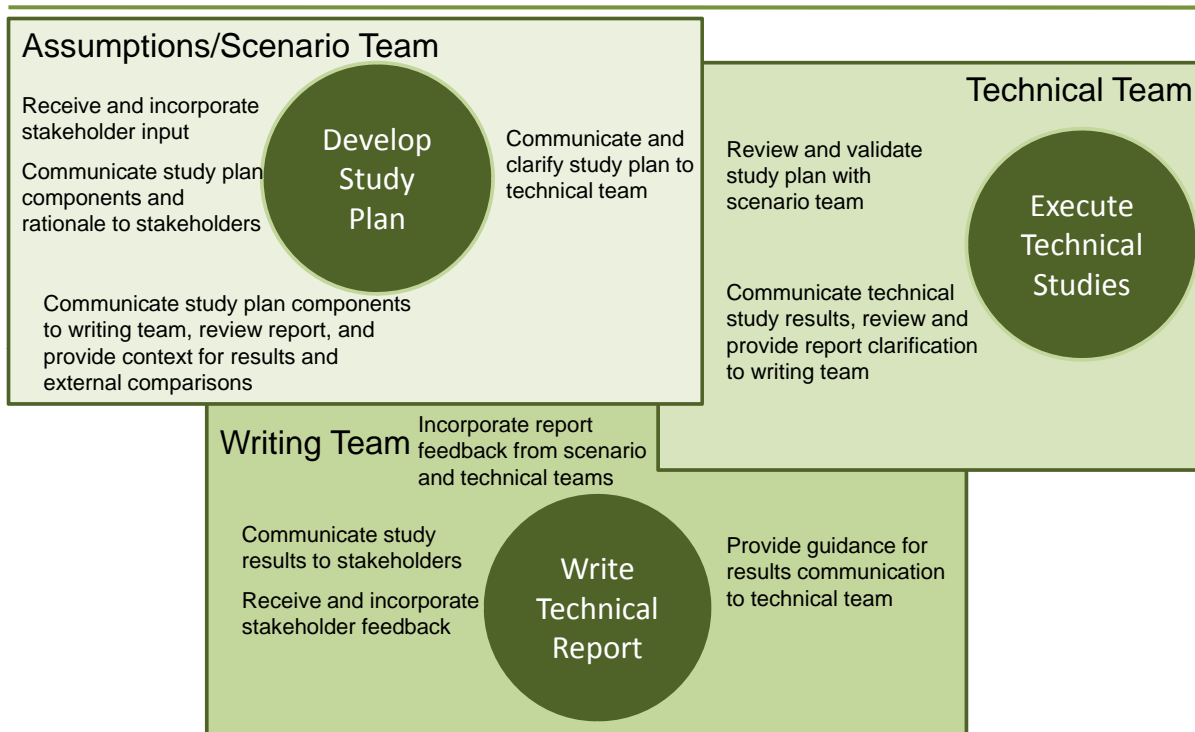 Assumptions/Scenario Team
Receive and incorporate
stakeholder input
Communicate study plan
components and
rationale to stakeholders
Develop
Study
Plan
Communicate and
clarify study plan to
technical team
Communicate study plan components
to writing team, review report, and
provide context for results and
external comparisons
Technical Team
Review and validate
study plan with
scenario team
Communicate technical
study results, review and
provide report clarification
to writing team
Execute
Technical
Studies
Writing Team
Incorporate report
feedback from scenario
and technical teams
Communicate study
results to stakeholders
Receive and incorporate
stakeholder feedback
Write
Technical
Report
Provide guidance for
results communication
to technical team